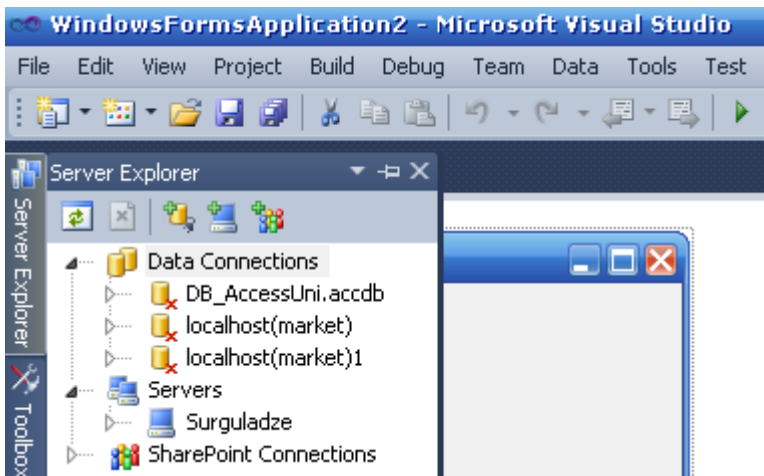 WindowsFormsApplication2 - Microsoft Visual Studio
File Edit View Project Build Debug Team Data Tools Test
Server Explorer
Server Explorer
Toolbox
Data Connections
DB_AccessUni.accdb
localhost(market)
localhost(market)1
Servers
Surguladze
SharePoint Connections